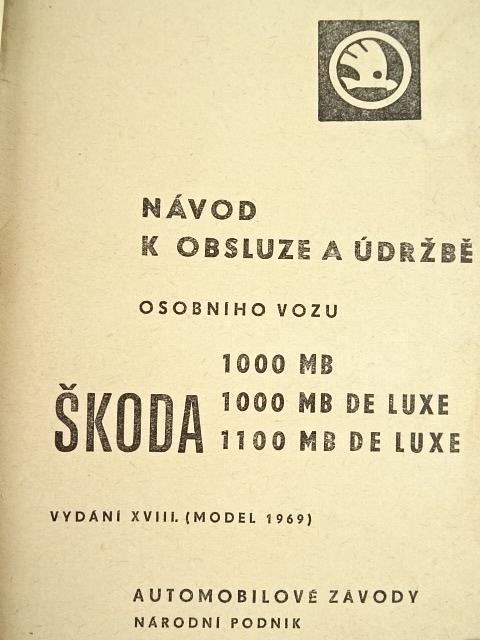 NÁVOD
K OBSLUZE A ÚDRŽBĚ
OSOBNÍHO VOZU
ŠKODA
1000 MB
1000 MB DE LUXE
1100 MB DE LUXE
VYDÁNÍ XVIII. (MODEL 1969)
AUTOMOBILOVÉ ZÁVODY
NÁRODNÍ PODNIK